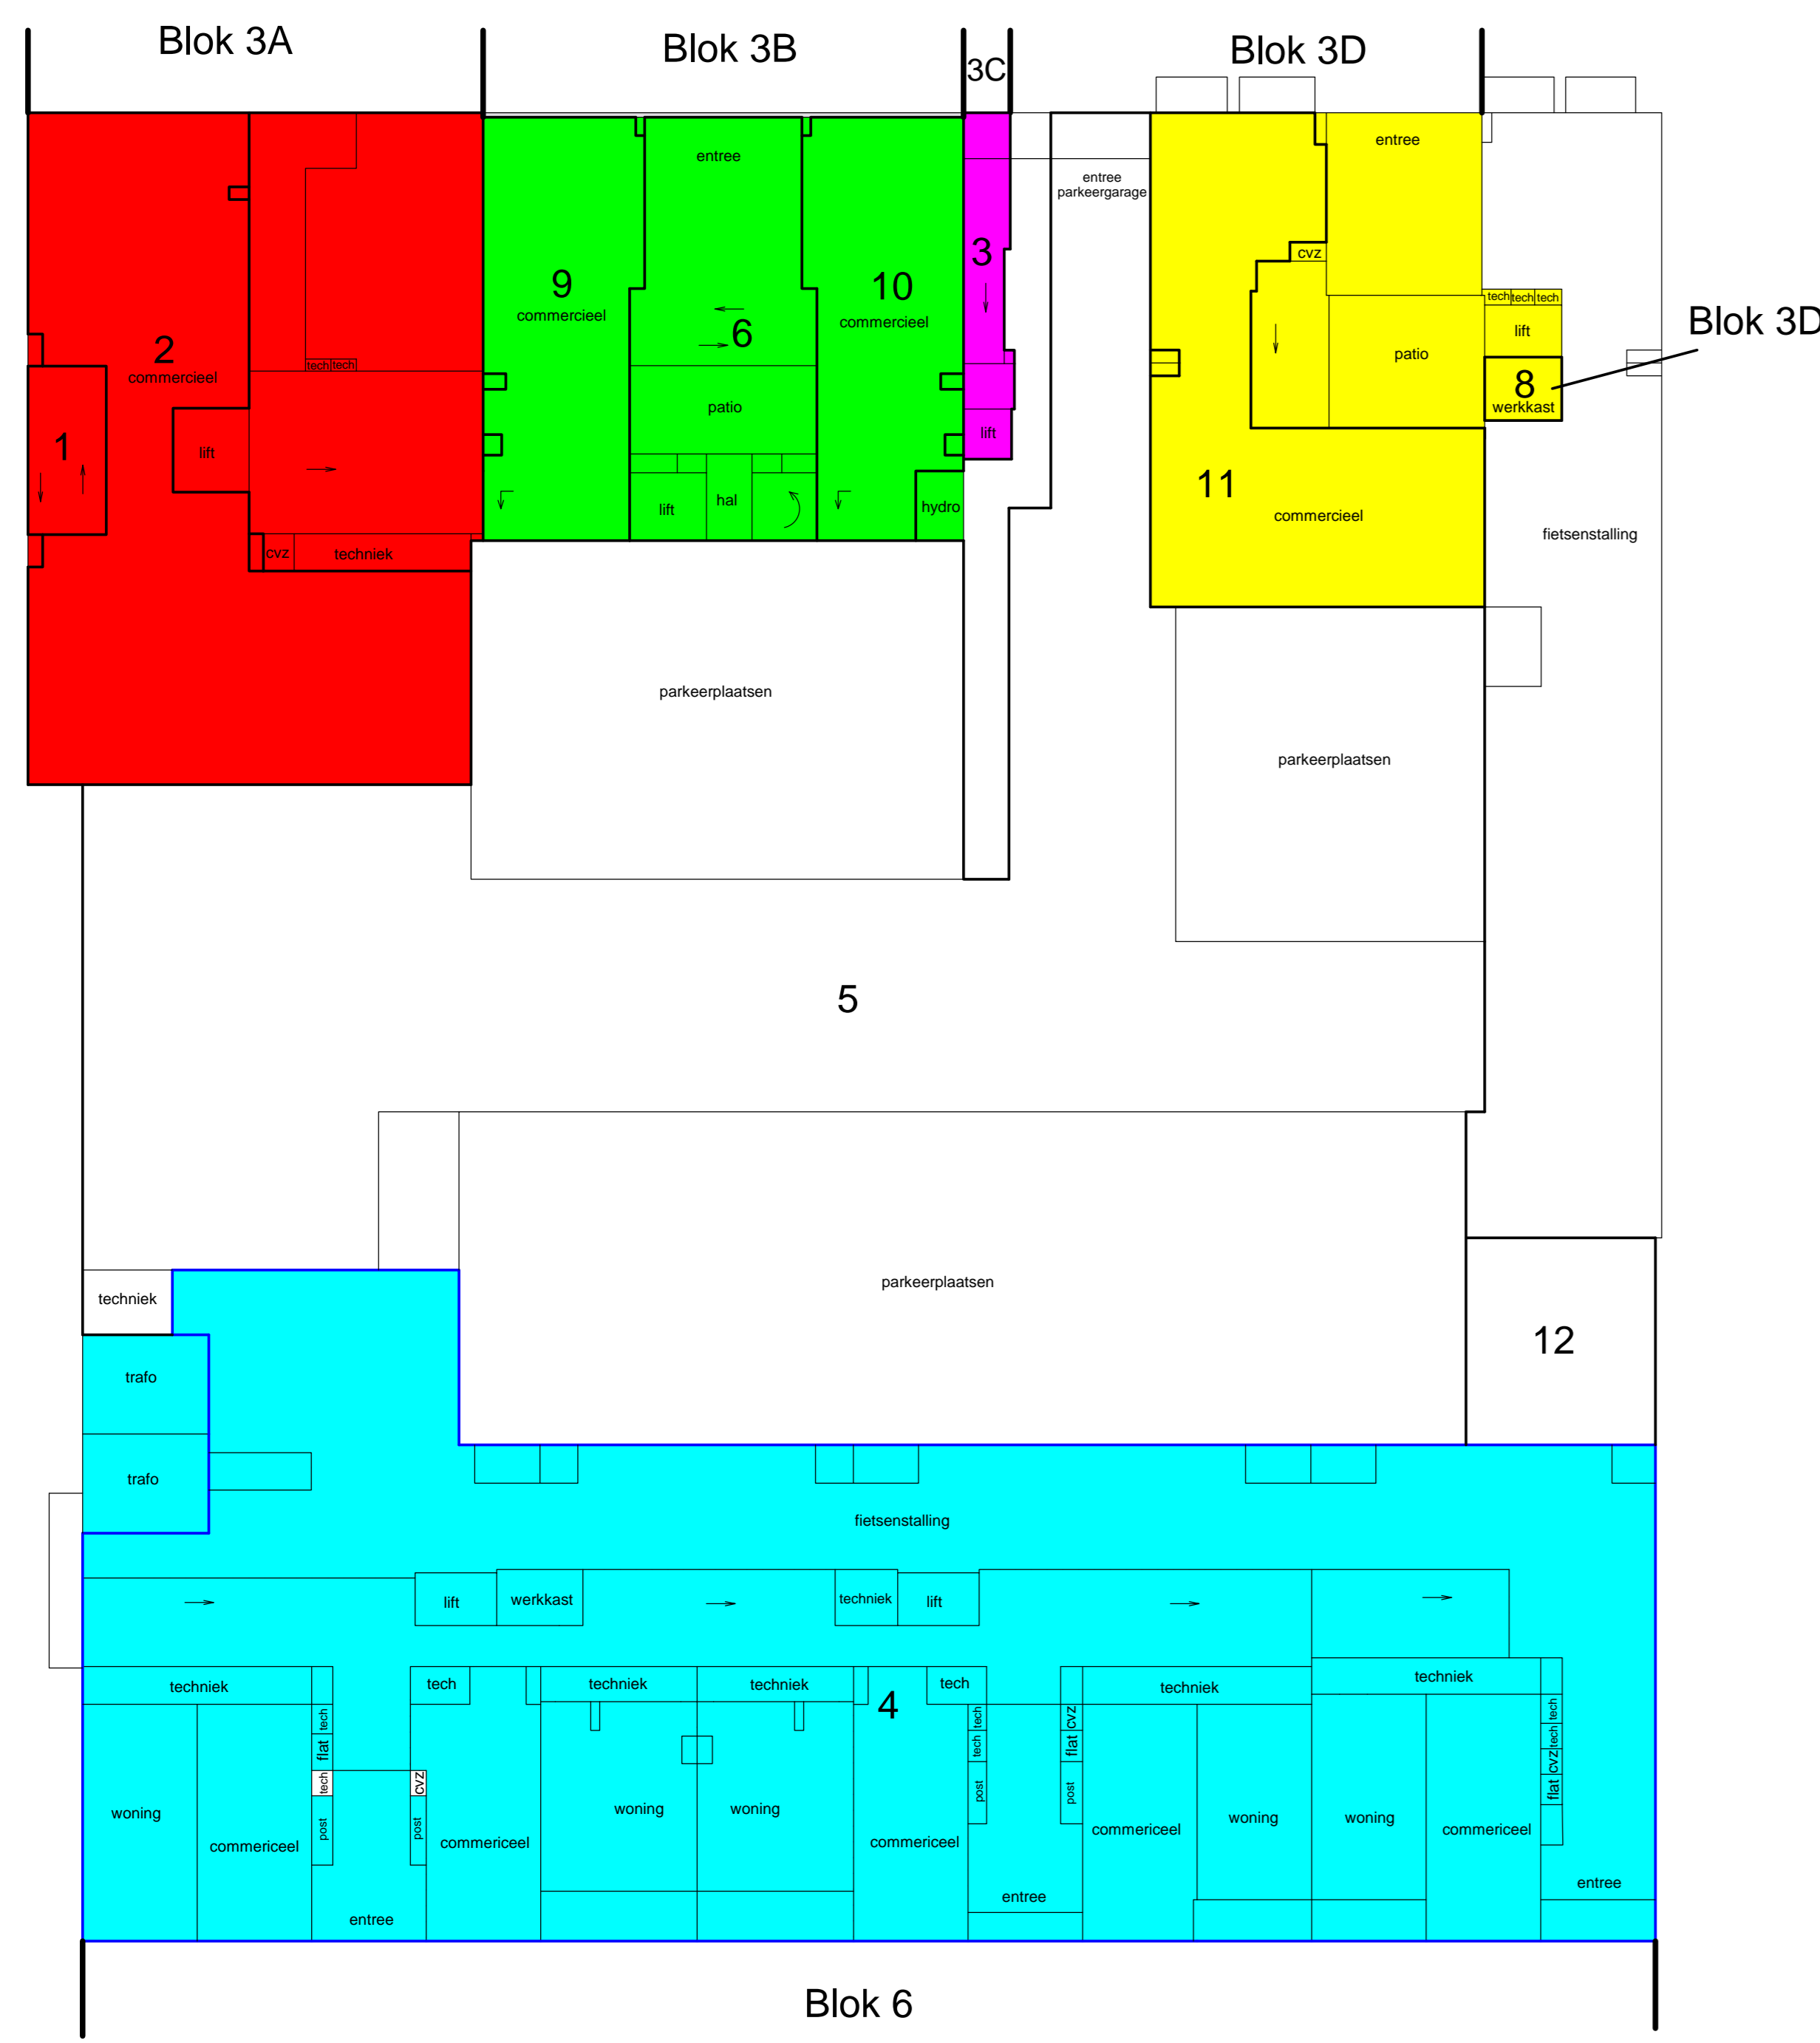 Blok 3A
Blok 3B
3C
Blok 3D
entree
entree
entree
parkeergarage
3
cvz
9
commercieel
10
commercieel
6
tech tech tech
lift
Blok 3D
2
commercieel
tech tech
patio
8
werkkast
patio
1
lift
lift
11
commercieel
lift
hal
hydro
cvz
techniek
fietsenstalling
parkeerplaatsen
parkeerplaatsen
5
parkeerplaatsen
techniek
12
trafo
trafo
fietsenstalling
lift
werkkast
techniek
lift
techniek
tech
techniek
techniek
4
tech
techniek
techniek
tech
flat
tech
post
cvz
post
tech
tech
post
cvz
flat
post
tech
tech
cvz
flat
woning
commericeel
commericeel
woning
woning
commericeel
commericeel
woning
woning
commericeel
entree
entree
entree
Blok 6